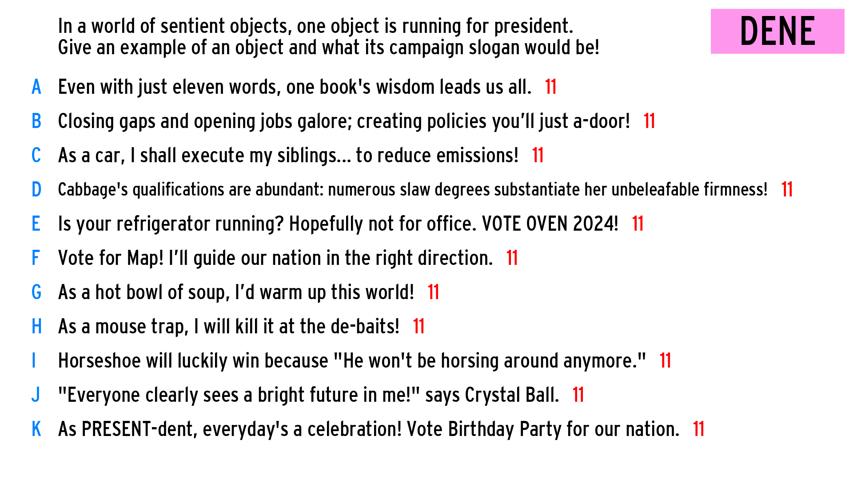 In a world of sentient objects, one object is running for president.
Give an example of an object and what its campaign slogan would be!
DENE
A Even with just eleven words, one book's wisdom leads us all. 11
B Closing gaps and opening jobs galore; creating policies you’ll just a-door! 11
C As a car, I shall execute my siblings... to reduce emissions! 11
D Cabbage's qualifications are abundant: numerous slaw degrees substantiate her unbeleafable firmness! 11
E Is your refrigerator running? Hopefully not for office. VOTE OVEN 2024! 11
F Vote for Map! I’ll guide our nation in the right direction. 11
G As a hot bowl of soup, I’d warm up this world! 11
H As a mouse trap, I will kill it at the de-baits! 11
I Horseshoe will luckily win because "He won't be horsing around anymore." 11
J "Everyone clearly sees a bright future in me!" says Crystal Ball. 11
K As PRESENT-dent, everyday's a celebration! Vote Birthday Party for our nation. 11